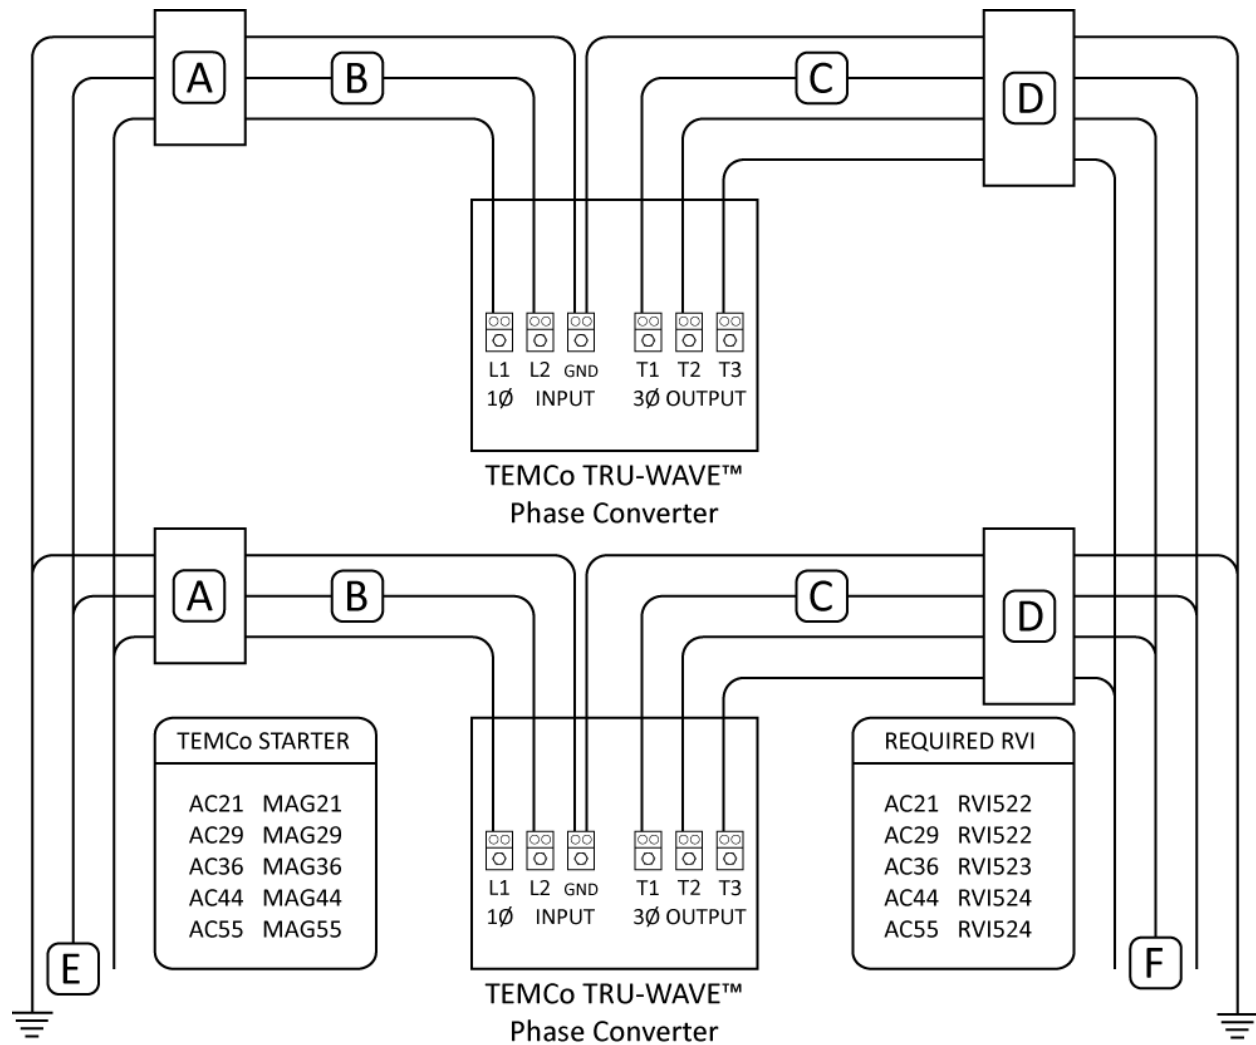 A
B
C
D
L1 L2 GND T1 T2 T3
1Ø INPUT 3Ø OUTPUT
TEMCo TRU-WAVE™
Phase Converter
A
B
C
D
TEMCo STARTER
AC21 MAG21
AC29 MAG29
AC36 MAG36
AC44 MAG44
AC55 MAG55
REQUIRED RVI
AC21 RVI522
AC29 RVI522
AC36 RVI523
AC44 RVI524
AC55 RVI524
L1 L2 GND T1 T2 T3
1Ø INPUT 3Ø OUTPUT
E
F
TEMCo TRU-WAVE™
Phase Converter